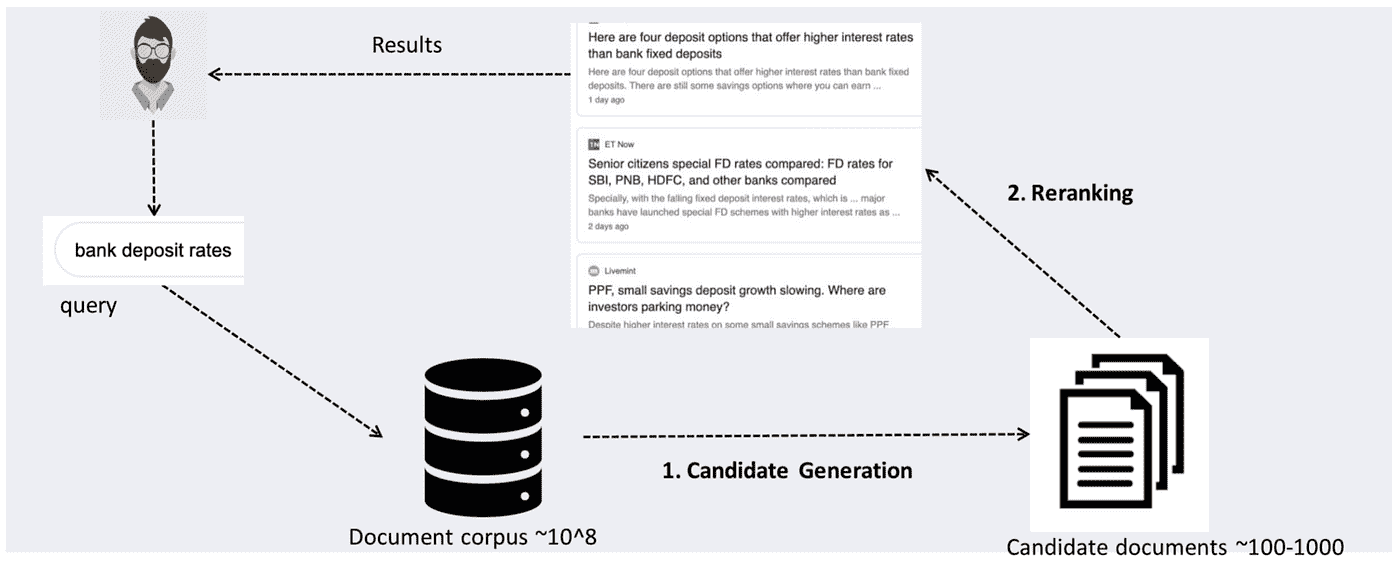 Results
Here are four deposit options that offer higher interest rates
than bank fixed deposits
Here are four deposit options that offer higher interest rates than bank fixed
deposits. There are still some savings options where you can earn ...
1 day ago
ET Now
Senior citizens special FD rates compared: FD rates for
SBI, PNB, HDFC, and other banks compared
Specially, with the falling fixed deposit interest rates, which is ... major
banks have launched special FD schemes with higher interest rates as ...
2 days ago
Livemint
PPF, small savings deposit growth slowing. Where are
investors parking money?
Despite higher interest rates on some small savings schemes like PPF
2. Reranking
bank deposit rates
query
1. Candidate Generation
Document corpus ~10^8
Candidate documents ~100-1000